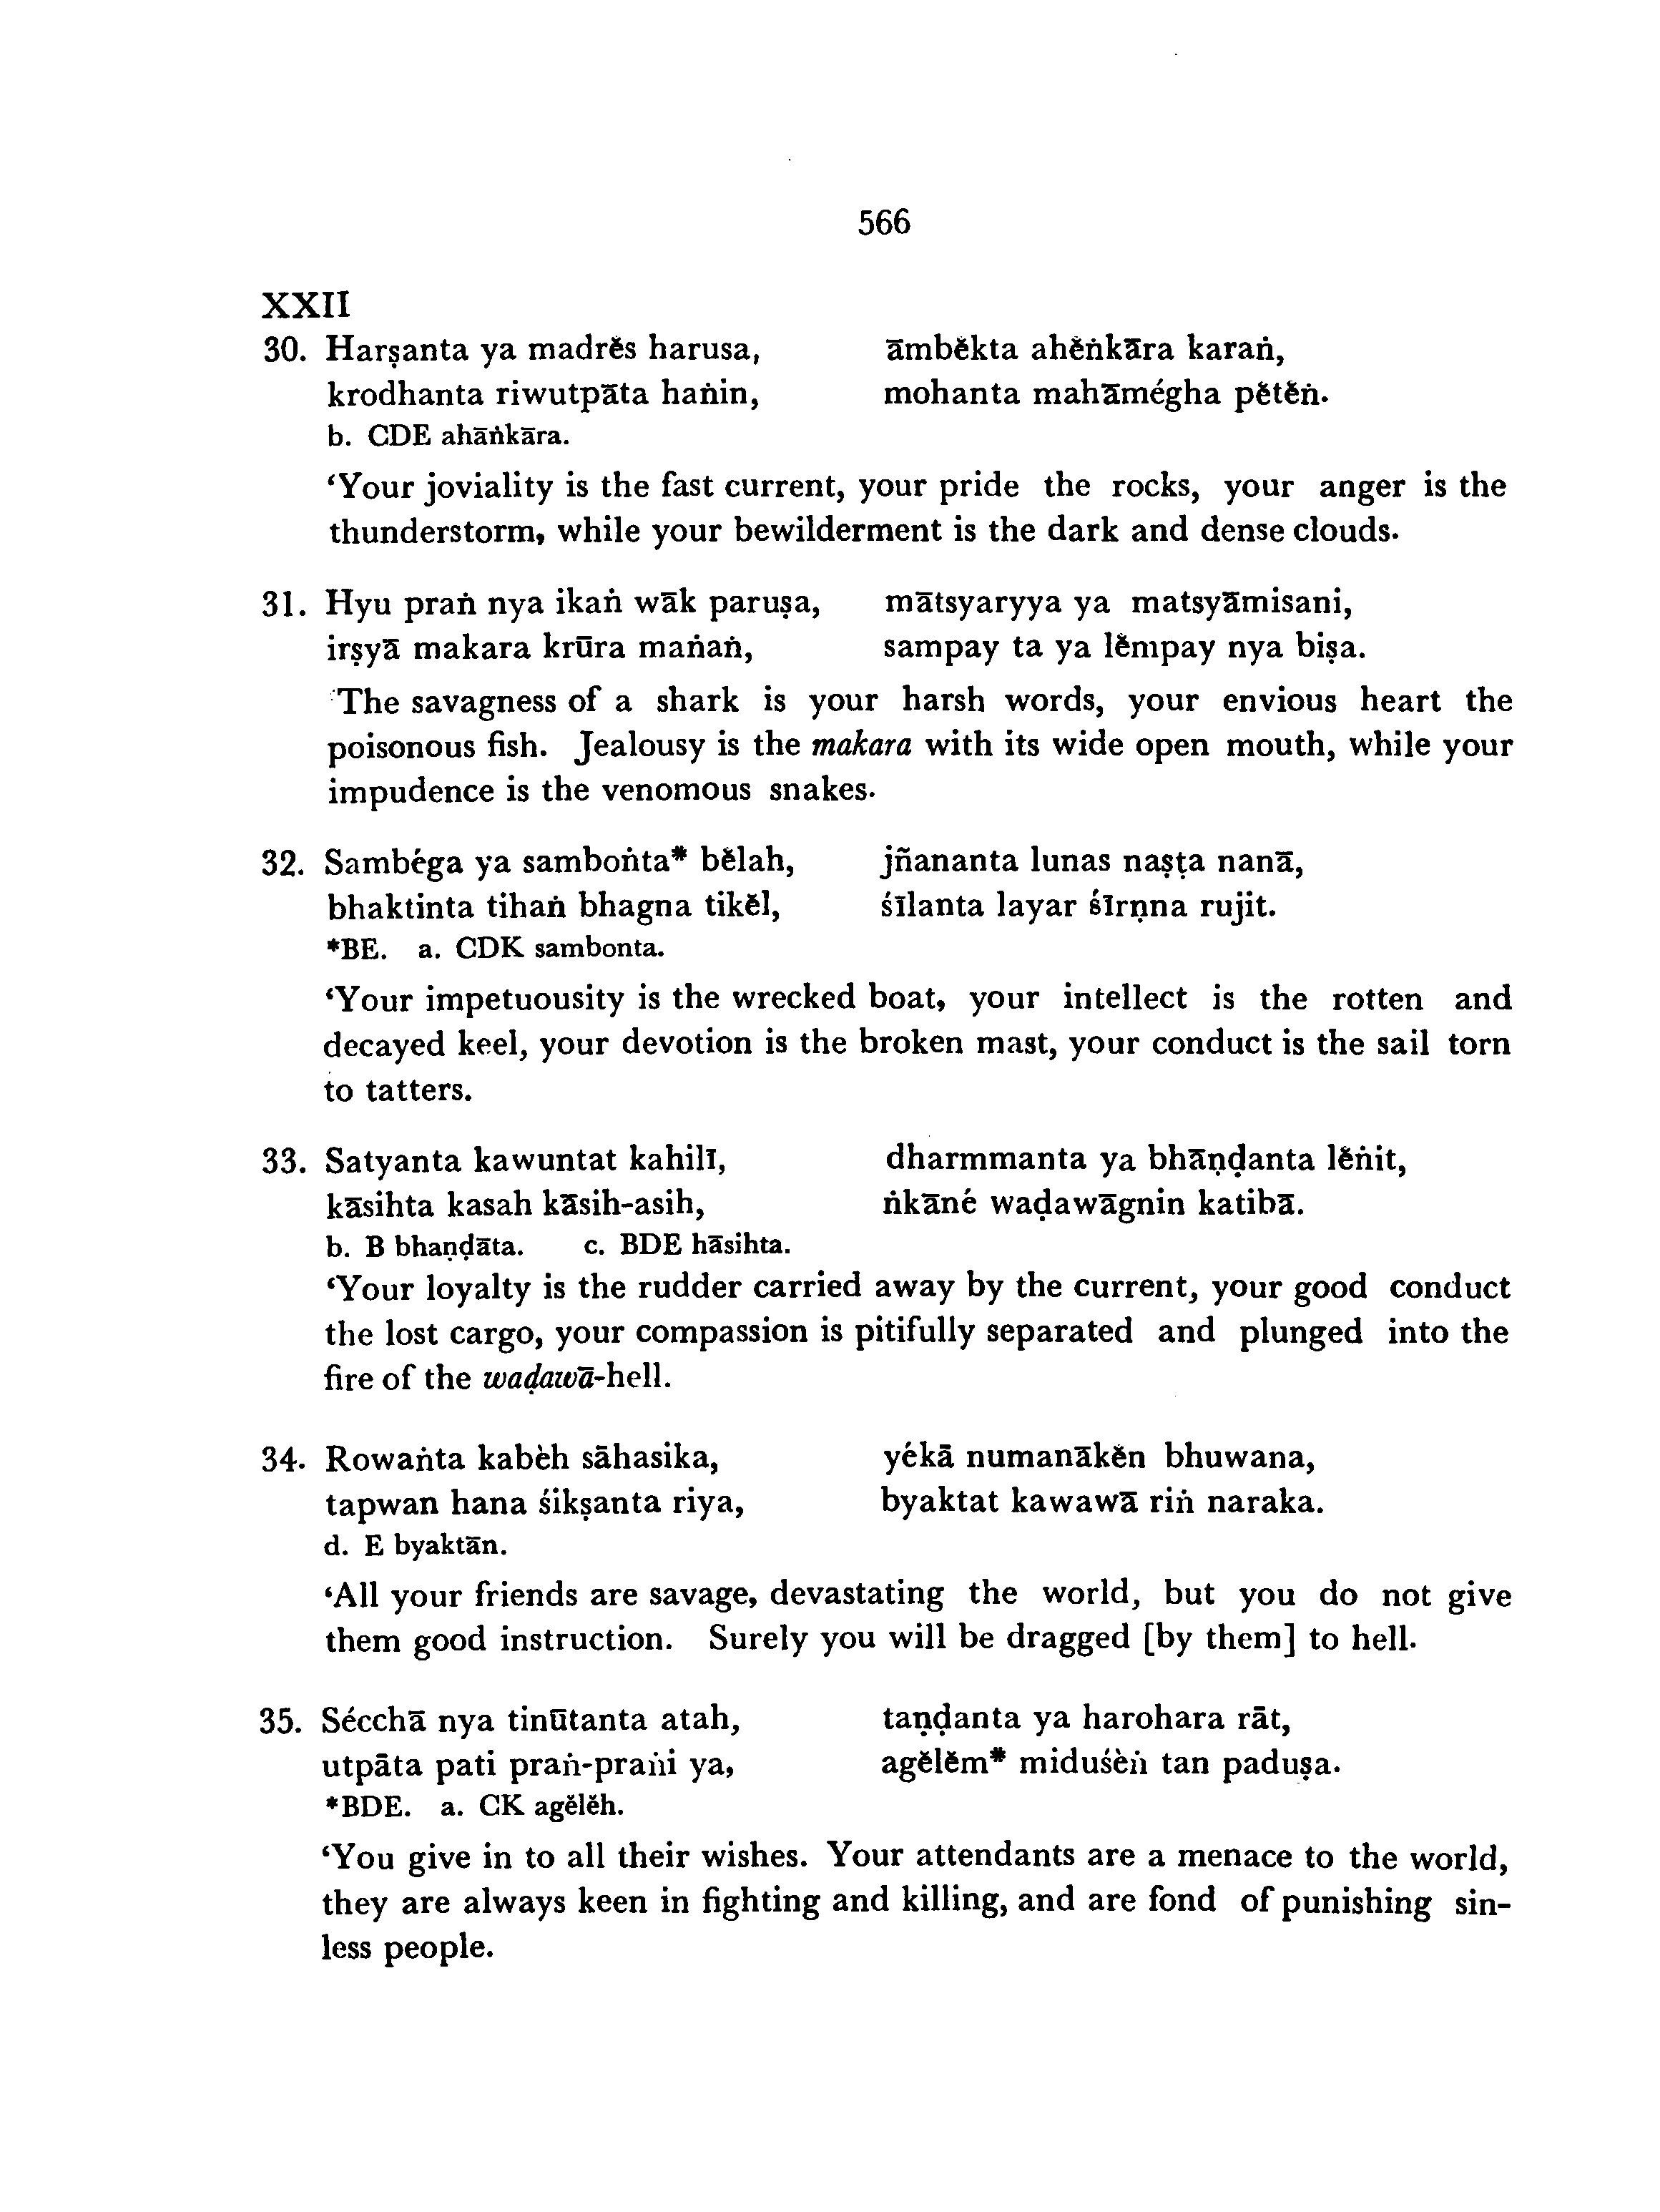 566
XXII
30. Harṣanta ya madrĕs harusa, āmbĕkta ahĕṅkāra karaṅ,
krodhanta riwutpāta haṅin, mohanta mahāmégha pĕtĕṅ.
b. CDE ahāṅkāra.
‘Your joviality is the fast current, your pride the rocks, your anger is the
thunderstorm, while your bewilderment is the dark and dense clouds.
31. Hyu praṅ nya ikaṅ wāk paruṣa, mātsyaryya ya matsyāmisani,
irṣyā makara krūra maṅaṅ, sampay ta ya lĕmpay nya biṣa.
‘The savagness of a shark is your harsh words, your envious heart the
poisonous fish. Jealousy is the makara with its wide open mouth, while your
impudence is the venomous snakes.
32. Sambéga ya samboṅta* bĕlah, jñananta lunas naṣṭa nanā,
bhaktinta tihaṅ bhagna tikĕl, śīlanta layar śīrṇna rujit.
*BE. a. CDK sambonta.
‘Your impetuousity is the wrecked boat, your intellect is the rotten and
decayed keel, your devotion is the broken mast, your conduct is the sail torn
to tatters.
33. Satyanta kawuntat kahilī, dharmmanta ya bhāṇḍanta lĕṅit,
kāsihta kasah kāsih-asih, ṅkāné waḍawāgnin katibā.
b. B bhaṇḍāta. c. BDE hāsihta.
‘Your loyalty is the rudder carried away by the current, your good conduct
the lost cargo, your compassion is pitifully separated and plunged into the
fire of the waḍawā-hell.
34. Rowaṅta kabèh sāhasika, yékā numanākĕn bhuwana,
tapwan hana śikṣanta riya, byaktat kawawā riṅ naraka.
d. E byaktān.
‘All your friends are savage, devastating the world, but you do not give
them good instruction. Surely you will be dragged [by them] to hell.
35. Sécchā nya tinūtanta atah, taṇḍanta ya harohara rāt,
utpāta pati praṅ-praṅi ya, agĕlĕm* miduśèṅ tan paduṣa.
*BDE. a. CK agĕlĕh.
‘You give in to all their wishes. Your attendants are a menace to the world,
they are always keen in fighting and killing, and are fond of punishing sin-
less people.